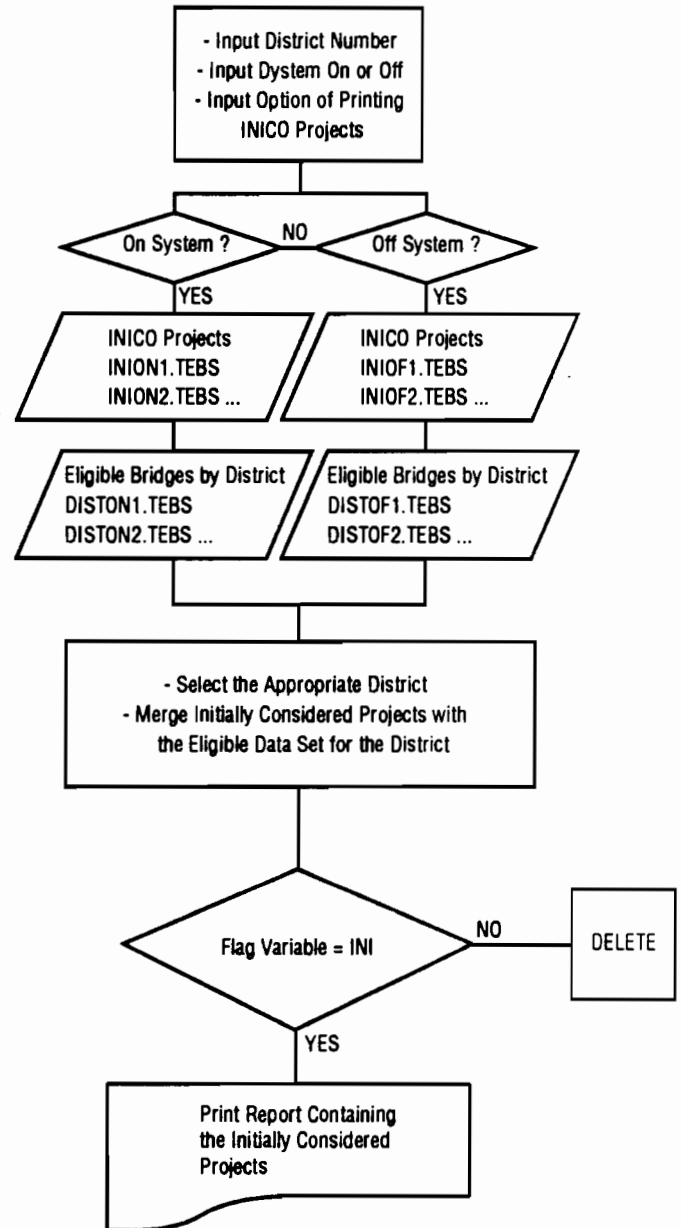 - Input District Number
- Input Dystem On or Off
- Input Option of Printing
INICO Projects
On System ?
NO
Off System ?
YES
YES
INICO Projects
INION1.TEBS
INION2.TEBS ...
INICO Projects
INIOF1.TEBS
INIOF2.TEBS ...
Eligible Bridges by District
DISTON1.TEBS
DISTON2.TEBS ...
Eligible Bridges by District
DISTOF1.TEBS
DISTOF2.TEBS ...
- Select the Appropriate District
- Merge Initially Considered Projects with
the Eligible Data Set for the District
Flag Variable = INI
NO
DELETE
YES
Print Report Containing
the Initially Considered
Projects